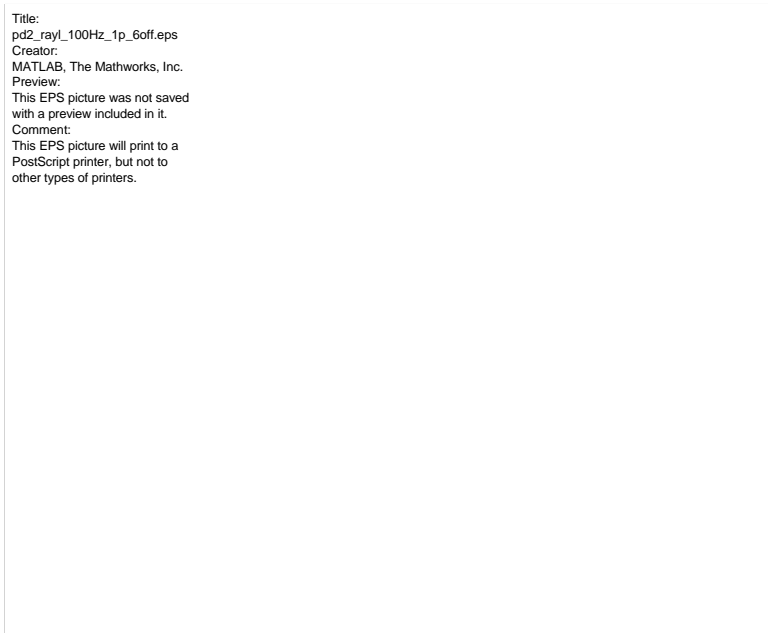 Title:
pd2_rayl_100Hz_1p_6off.eps
Creator:
MATLAB, The Mathworks, Inc.
Preview:
This EPS picture was not saved
with a preview included in it.
Comment:
This EPS picture will print to a
PostScript printer, but not to
other types of printers.